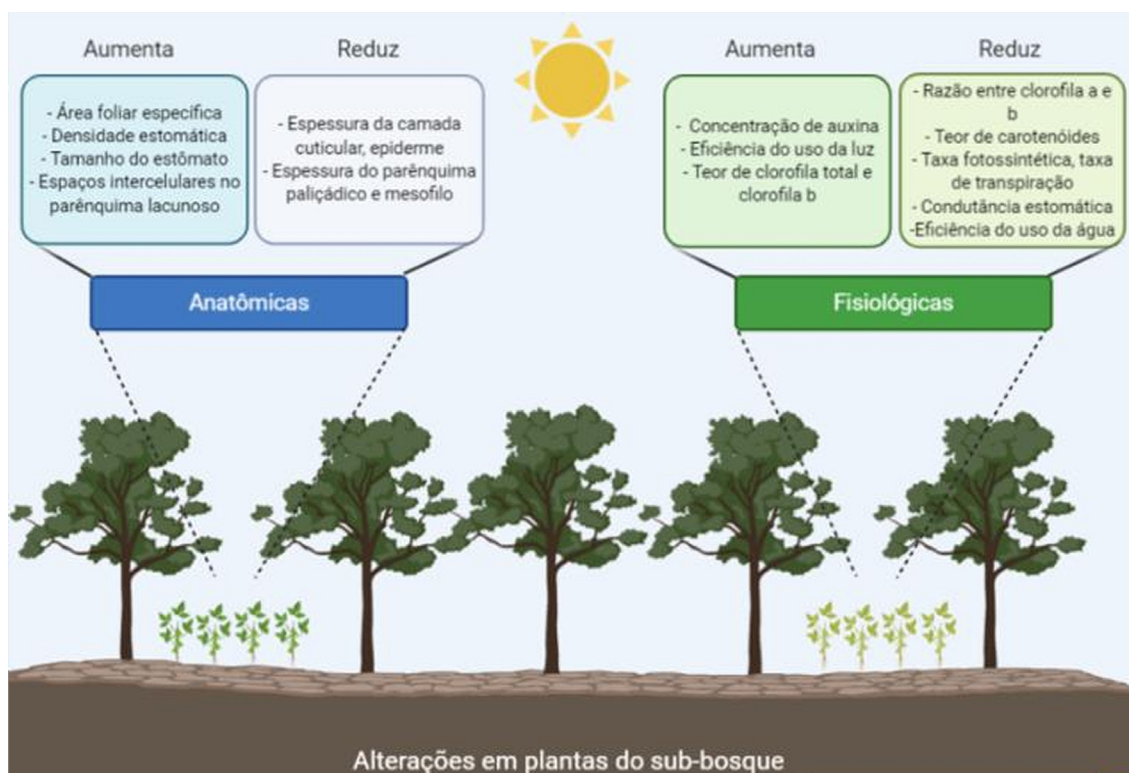 Aumenta
- Área foliar específica
- Densidade estomática
- Tamanho do estômato
- Espaços intercelulares no
parênquima lacunoso
Reduz
- Espessura da camada
cuticular, epiderme
- Espessura do parênquima
paliçádico e mesofilo
Anatômicas
Aumenta
- Concentração de auxina
- Eficiência do uso da luz
- Teor de clorofila total e
clorofila b
Reduz
- Razão entre clorofila a e
b
- Teor de carotenóides
- Taxa fotossintética, taxa
de transpiração
- Condutância estomática
-Eficiência do uso da água
Fisiológicas
Alterações em plantas do sub-bosque